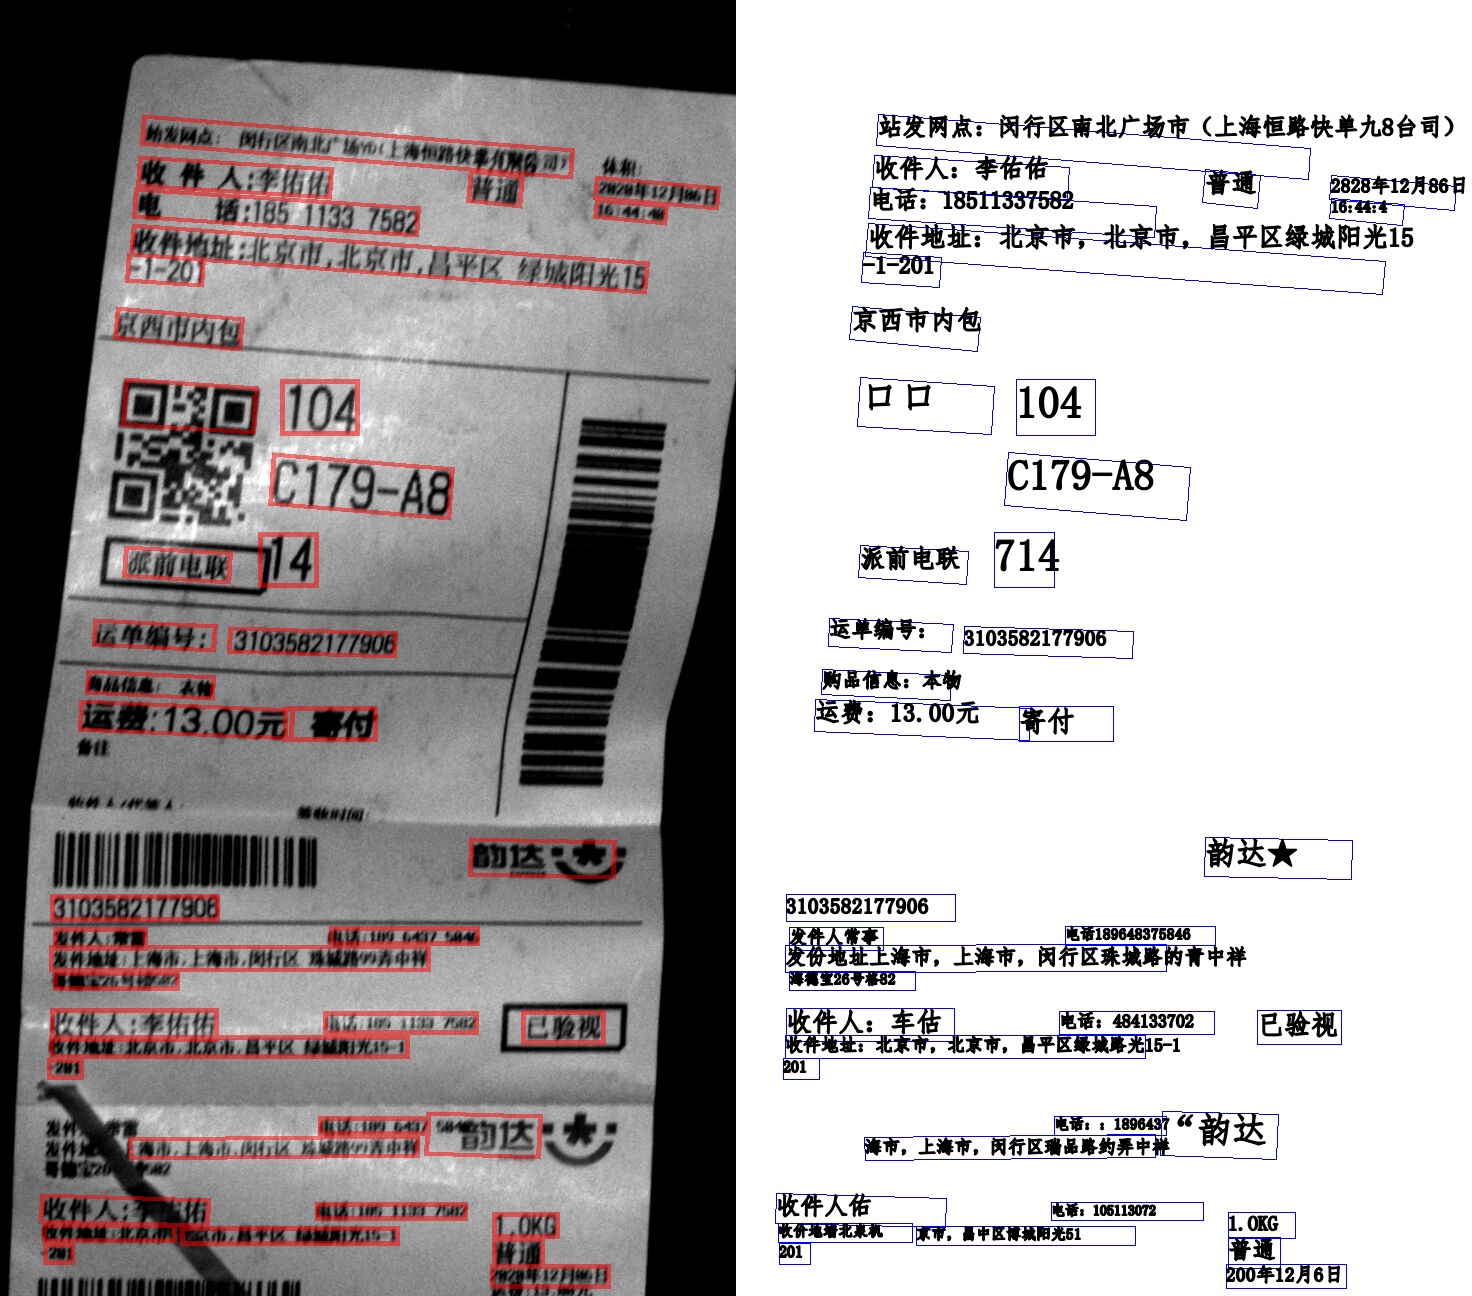 始发网点： 闵行区南北广场YD(上海恒路快事有限公司)
体积:
收 件 人:李佑佑
普通
2020年12月06日
16:44:40
电 话:185 1133 7582
收件地址:北京市,北京市,昌平区 绿城阳光15
-1-201
京西市内包
104
C179-A8
派前电联
14
运单编号:
3103582177906
商品信息: 衣物
运费:13.00元 寄付
备注
收件人/代签人:
签收时间:
韵达
3103582177906
发件人:常雷
电话:189 6437 5846
发件地址:上海市,上海市,闵行区 珠城路99弄中祥
哥德宝26号楼502
收件人:李佑佑
电话:185 1133 7582
已验视
收件地址:北京市,北京市,昌平区 绿城阳光15-1
-201
电话:189 6437 5846
韵达
海市,上海市,闵行区 珠城路99弄中祥
收件人:李佑佑
电话:185 1133 7582
收件地址:北京市,北京市,昌平区 绿城阳光15-1
-201
1.0KG
普通
2020年12月06日
站发网点：闵行区南北广场市（上海恒路快单九8台司）
收件人：李佑佑
普通
2828年12月86日
16:44:4
电话：18511337582
收件地址：北京市，北京市，昌平区绿城阳光15
-1-201
京西市内包
口口
104
C179-A8
派前电联
714
运单编号：
3103582177906
购品信息：本物
运费：13.00元
寄付
韵达★
3103582177906
发件人常事
电话189648375846
发份地址上海市，上海市，闵行区珠城路的青中祥
海德宝26号格82
收件人：车估
电话：484133702
已验视
收件地址：北京市，北京市，昌平区绿城路光15-1
201
电话：：1896437
“韵达
海市，上海市，闵行区瑞品路约弄中祥
收件人佑
电话：105113072
收价地墙北泉机
京市，昌中区博城阳光51
201
1.0KG
普通
200年12月6日